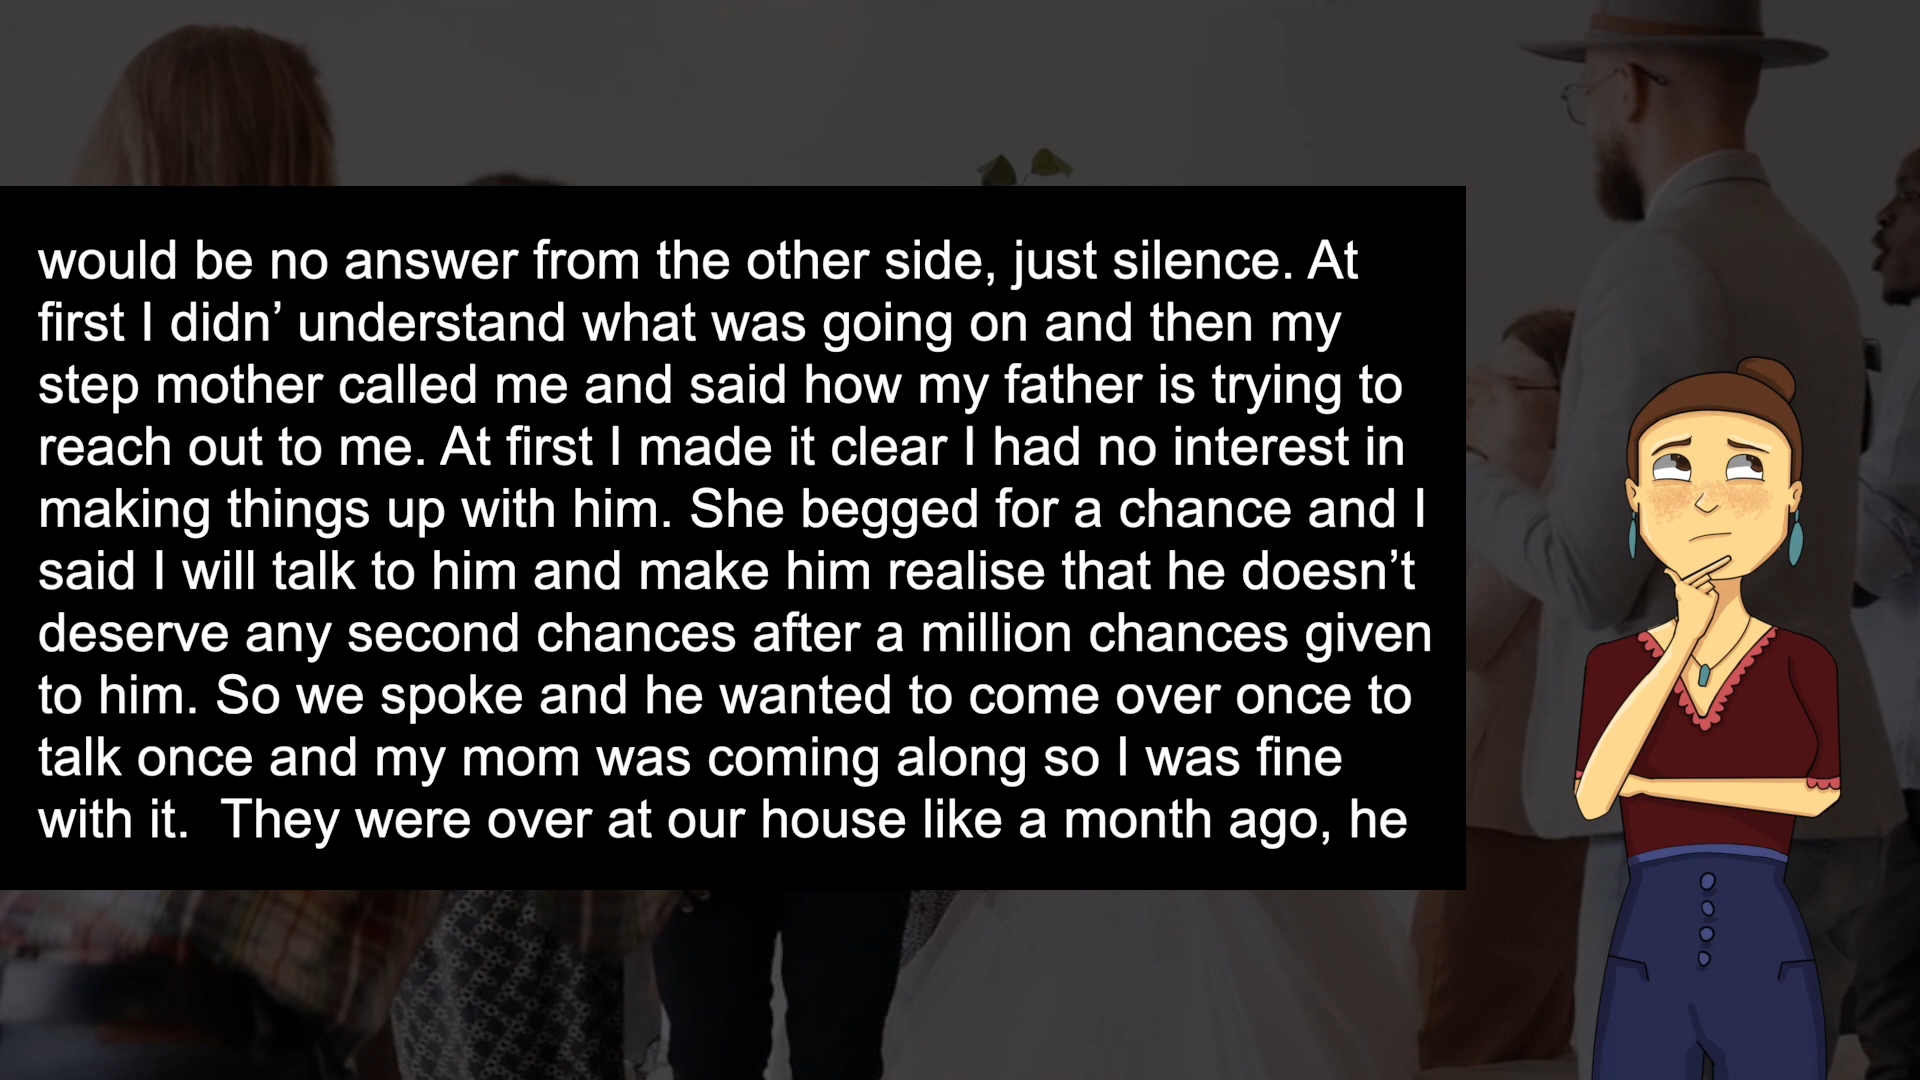 would be no answer from the other side, just silence. At
first I didn’ understand what was going on and then my
step mother called me and said how my father is trying to
reach out to me. At first I made it clear I had no interest in
making things up with him. She begged for a chance and I
said I will talk to him and make him realise that he doesn’t
deserve any second chances after a million chances given
to him. So we spoke and he wanted to come over once to
talk once and my mom was coming along so I was fine
with it.  They were over at our house like a month ago, he